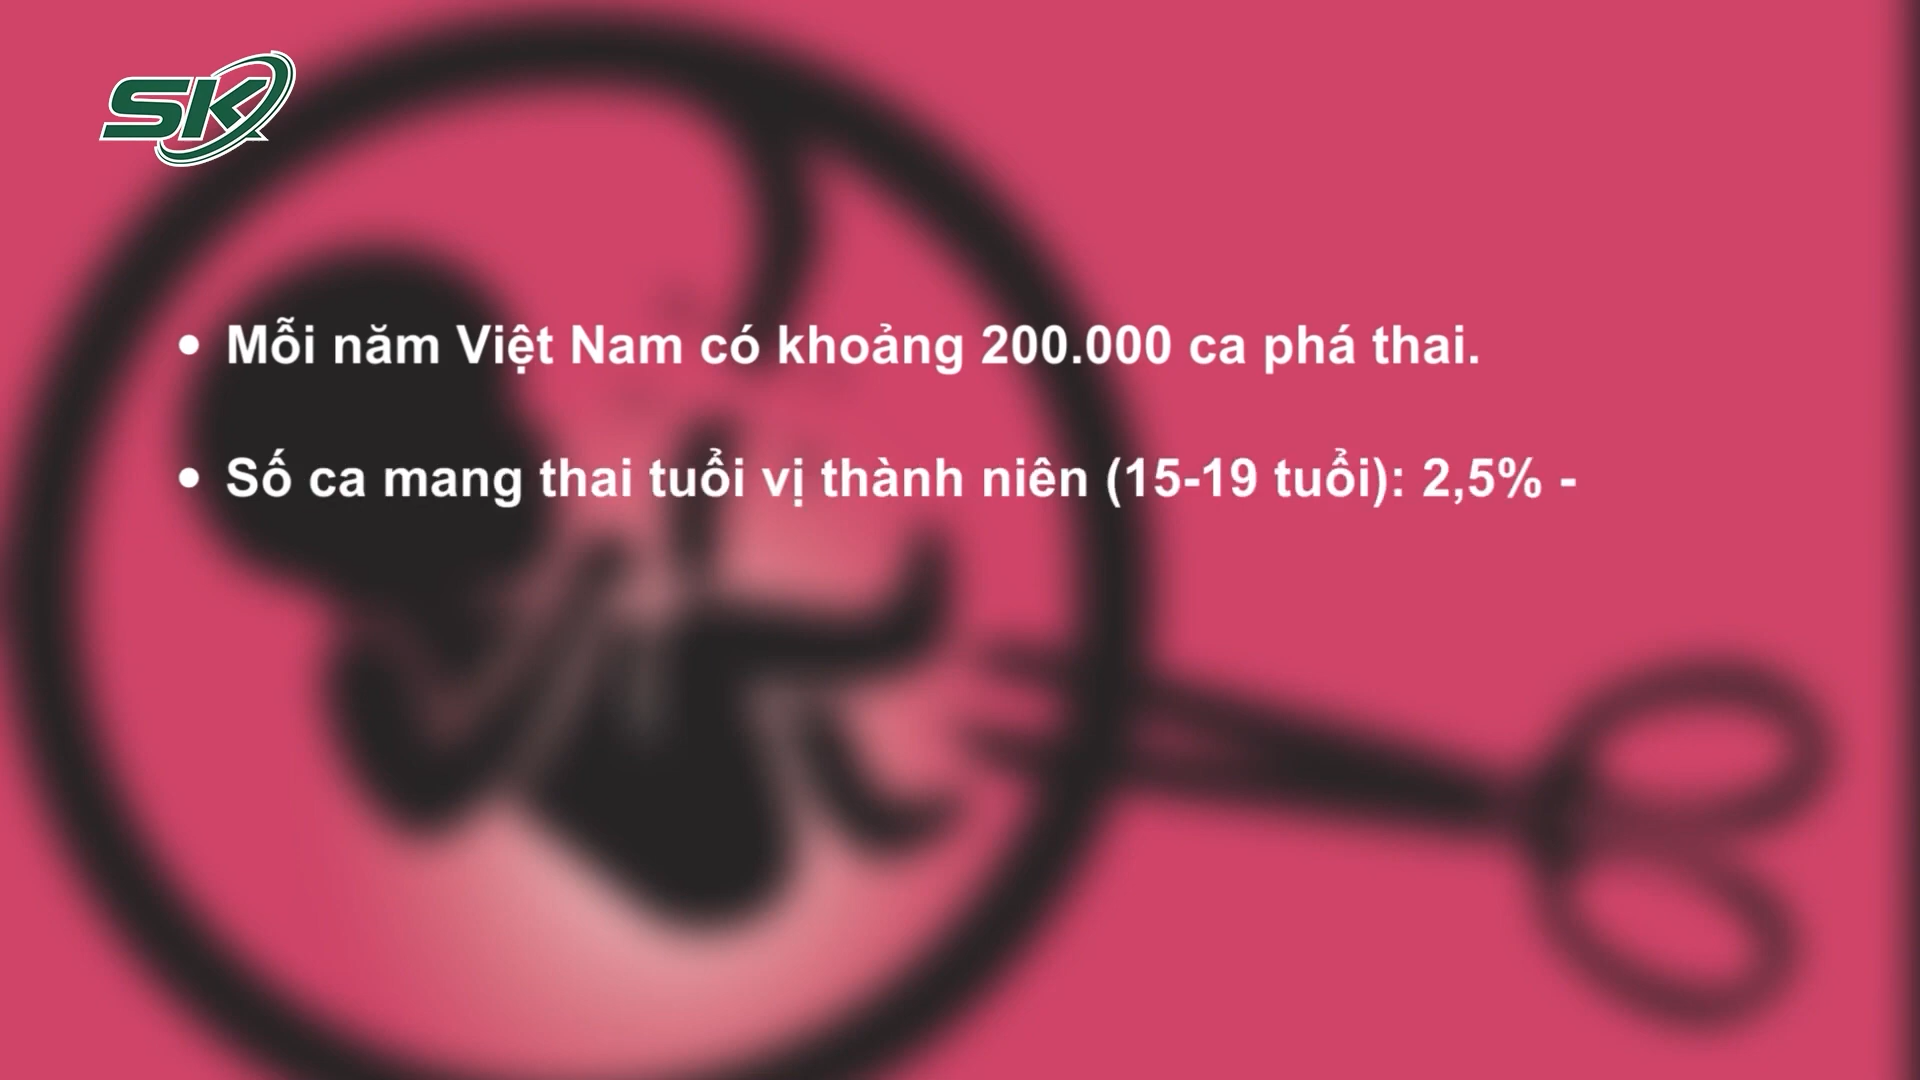 SK
• Mỗi năm Việt Nam có khoảng 200.000 ca phá thai.
• Số ca mang thai tuổi vị thành niên (15-19 tuổi): 2,5% -